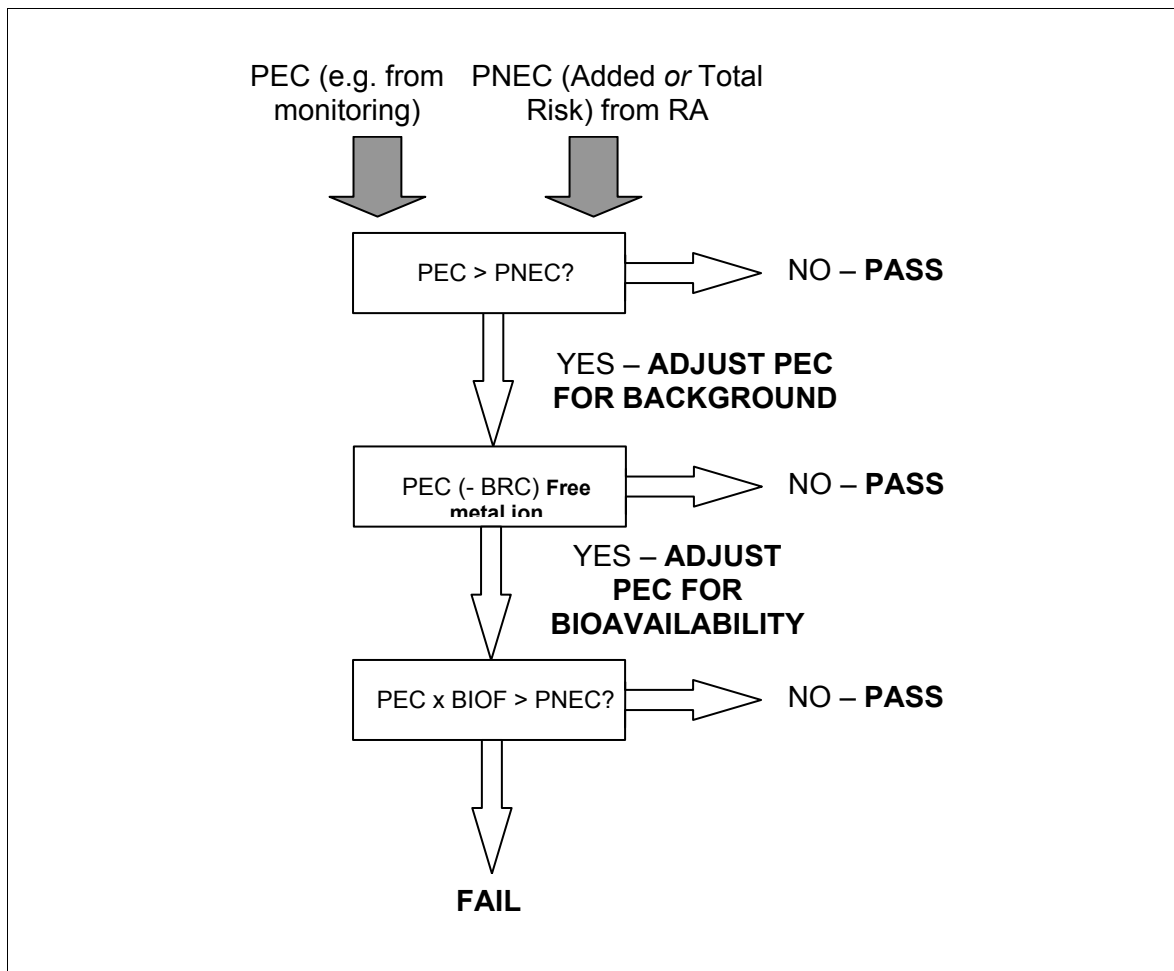 PEC (e.g. from
monitoring)
PNEC (Added or Total
Risk) from RA
PEC > PNEC?
NO – PASS
YES – ADJUST PEC
FOR BACKGROUND
PEC (- BRC) Free
metal ion
NO – PASS
YES – ADJUST
PEC FOR
BIOAVAILABILITY
PEC x BIOF > PNEC?
NO – PASS
FAIL